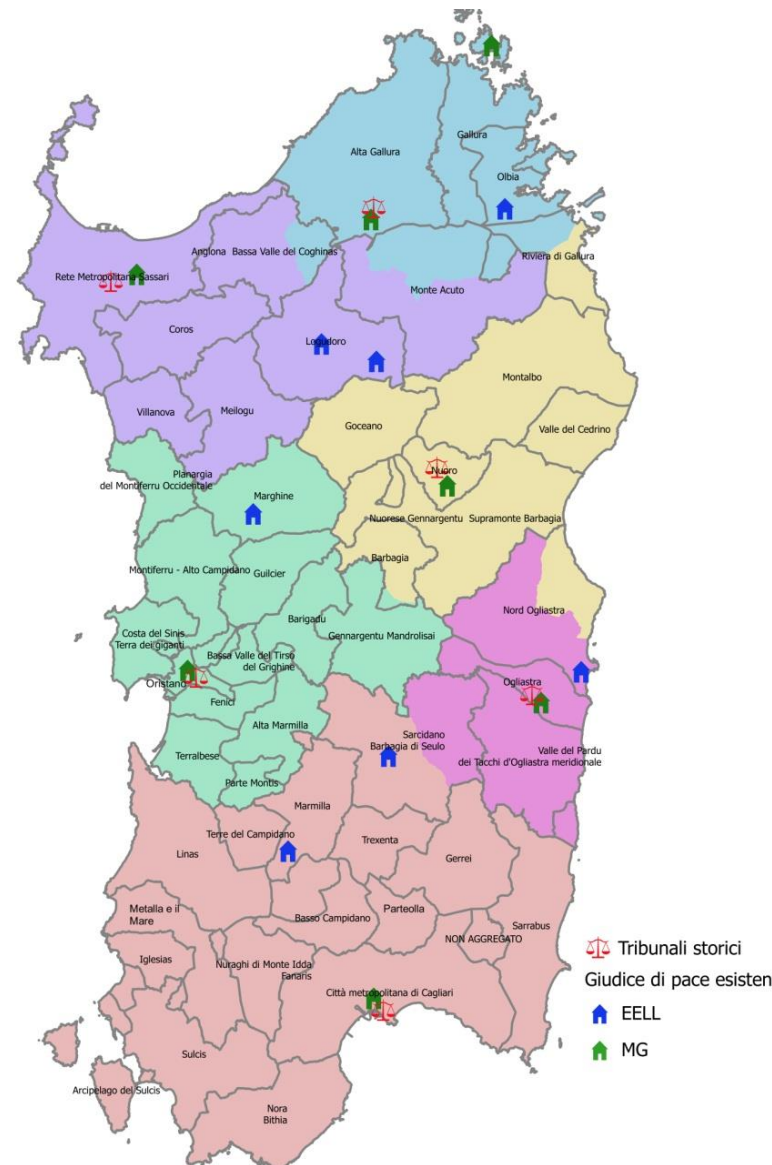 Gallura
Alta Gallura
Olbia
Anglona
Bassa Valle del Coghinas
Riviera di Gallura
Rete Metropolitana Sassari
Monte Acuto
Coros
Logudoro
Montalbo
Villanova
Meilogu
Goceano
Valle del Cedrino
Planargia
del Montiferru Occidentale
Nuoro
Marghine
Nuorese Gennargentu
Supramonte Barbagia
Barbagia
Montiferru - Alto Campidano
Guilcier
Nord Ogliastra
Costa del Sinis
Terra dei giganti
Barigadu
Gennargentu Mandrolisai
Bassa Valle del Tirso
del Grighine
Oristano
Ogliastra
Fenici
Alta Marmilla
Sarcidano
Barbagia di Seulo
Valle del Pardu
dei Tacchi d'Ogliastra meridionale
Terralbese
Parte Montis
Marmilla
Terre del Campidano
Trexenta
Linas
Gerrei
Metalla e il
Mare
Basso Campidano
Parteolla
Sarrabus
NON AGGREGATO
Iglesias
Nuraghi di Monte Idda
Fanaris
Città metropolitana di Cagliari
Sulcis
Arcipelago del Sulcis
Nora
Bithia
Tribunali storici
Giudice di pace esisten
EELL
MG